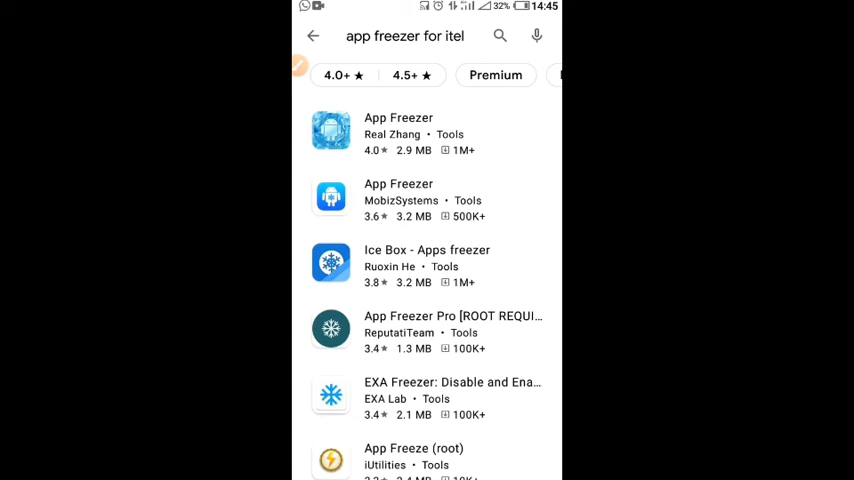 32% 14:45
app freezer for itel
4.0+ ★ 4.5+ ★ Premium
App Freezer
Real Zhang • Tools
4.0★ 2.9 MB 1M+
App Freezer
MobizSystems • Tools
3.6★ 3.2 MB 500K+
Ice Box - Apps freezer
Ruoxin He • Tools
3.8★ 3.2 MB 1M+
App Freezer Pro [ROOT REQUI...
ReputatiTeam • Tools
3.4★ 1.3 MB 100K+
EXA Freezer: Disable and Ena...
EXA Lab • Tools
3.4★ 2.1 MB 100K+
App Freeze (root)
iUtilities • Tools